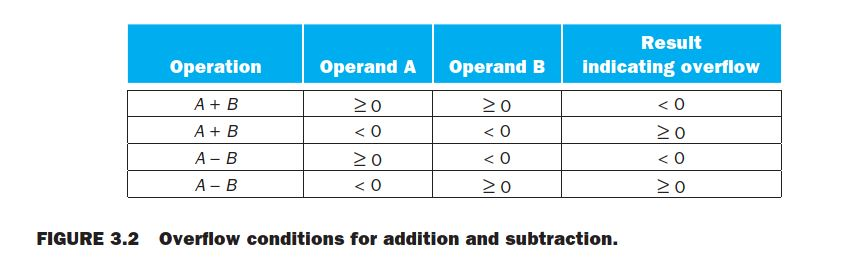 Operation Operand A Operand B Result indicating overflow
A + B ≥ 0 ≥ 0 < 0
A + B < 0 < 0 ≥ 0
A – B ≥ 0 < 0 < 0
A – B < 0 ≥ 0 ≥ 0
FIGURE 3.2 Overflow conditions for addition and subtraction.